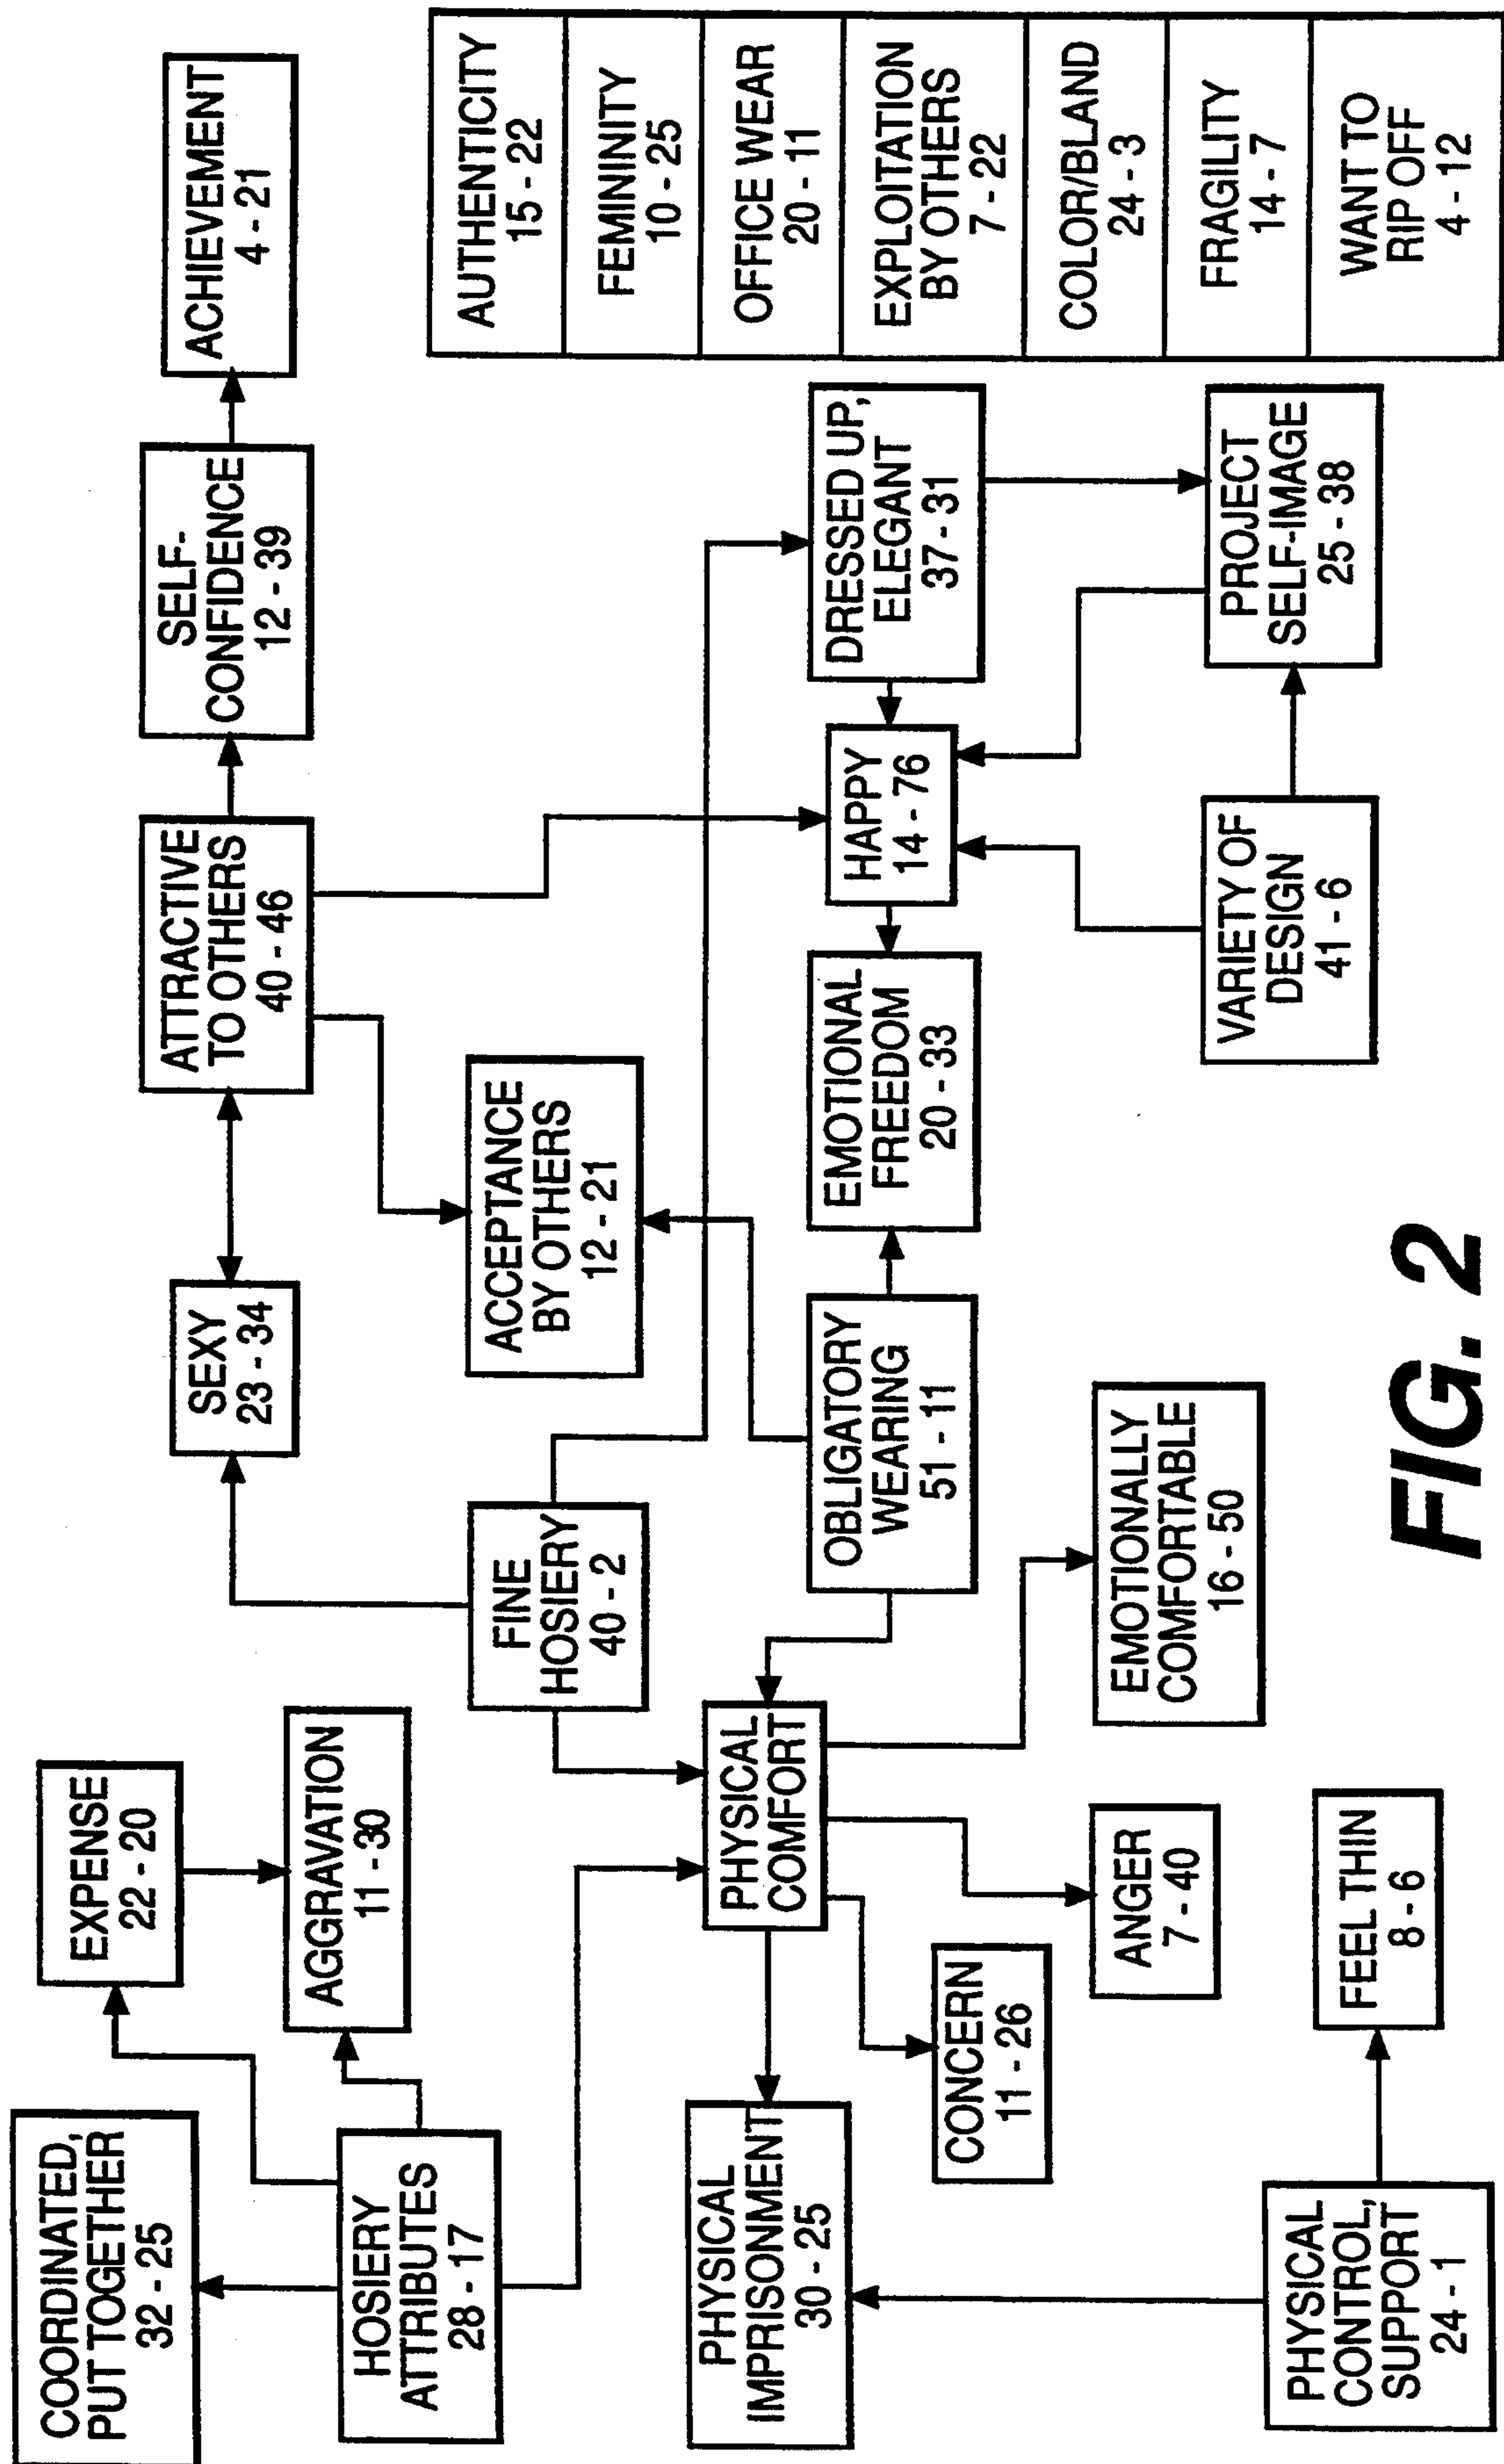 COORDINATED,
PUT TOGETHER
32 - 25
EXPENSE
22 - 20
AGGRAVATION
11 - 30
HOSIERY
ATTRIBUTES
28 - 17
SEXY
23 - 34
ATTRACTIVE
TO OTHERS
40 - 46
SELF-
CONFIDENCE
12 - 39
ACHIEVEMENT
4 - 21
FINE
HOSIERY
40 - 2
ACCEPTANCE
BY OTHERS
12 - 21
PHYSICAL
IMPRISONMENT
30 - 25
PHYSICAL
COMFORT
OBLIGATORY
WEARING
51 - 11
EMOTIONAL
FREEDOM
20 - 33
HAPPY
14 - 76
DRESSED UP,
ELEGANT
37 - 31
CONCERN
11 - 26
ANGER
7 - 40
EMOTIONALLY
COMFORTABLE
16 - 50
PHYSICAL
CONTROL,
SUPPORT
24 - 1
FEEL THIN
8 - 6
VARIETY OF
DESIGN
41 - 6
PROJECT
SELF-IMAGE
25 - 38
AUTHENTICITY
15 - 22
FEMININITY
10 - 25
OFFICE WEAR
20 - 11
EXPLOITATION
BY OTHERS
7 - 22
COLOR/BLAND
24 - 3
FRAGILITY
14 - 7
WANT TO
RIP OFF
4 - 12
FIG. 2